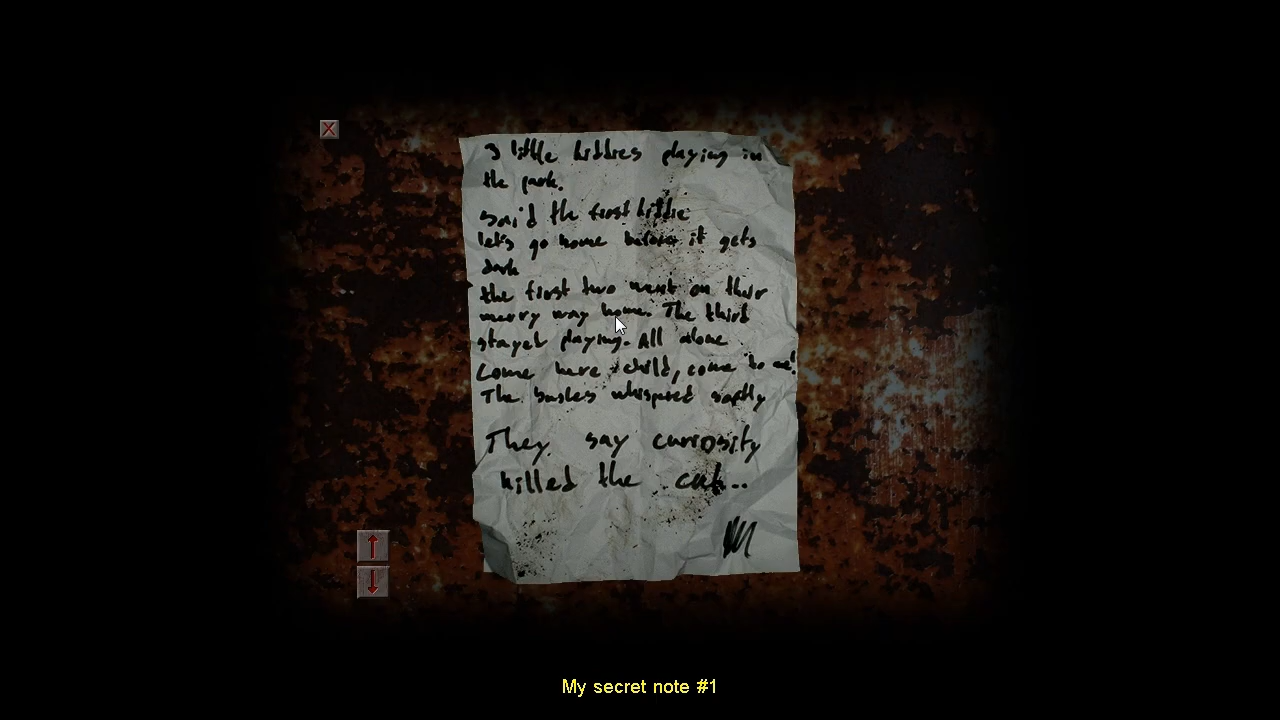 3 little kiddies playing in
the park.
said the first kiddie
let's go home before it gets
dark
the first two went on their
merry way home. The third
stayed playing. All alone
Come here child, come to me!
The bushes whispered softly
They say curiosity
killed the cat...
My secret note #1